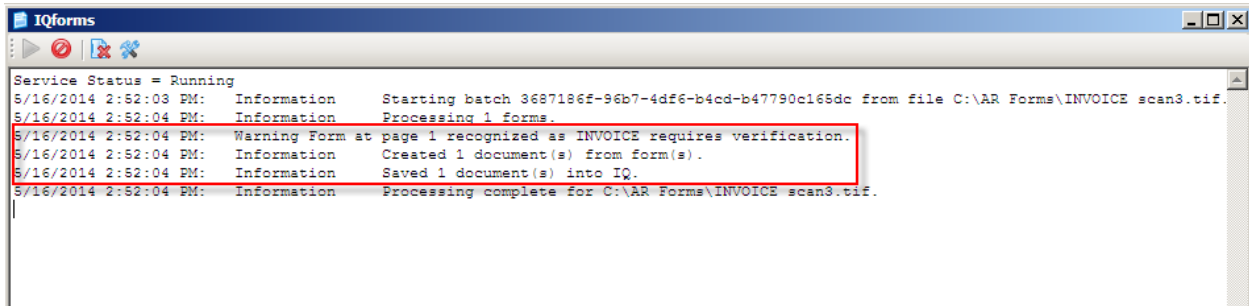 IQforms
Service Status = Running
5/16/2014 2:52:03 PM: Information Starting batch 3687186f-96b7-4df6-b4cd-b47790c165dc from file C:\AR Forms\INVOICE scan3.tif.
5/16/2014 2:52:04 PM: Information Processing 1 forms.
5/16/2014 2:52:04 PM: Warning Form at page 1 recognized as INVOICE requires verification.
5/16/2014 2:52:04 PM: Information Created 1 document(s) from form(s).
5/16/2014 2:52:04 PM: Information Saved 1 document(s) into IQ.
5/16/2014 2:52:04 PM: Information Processing complete for C:\AR Forms\INVOICE scan3.tif.